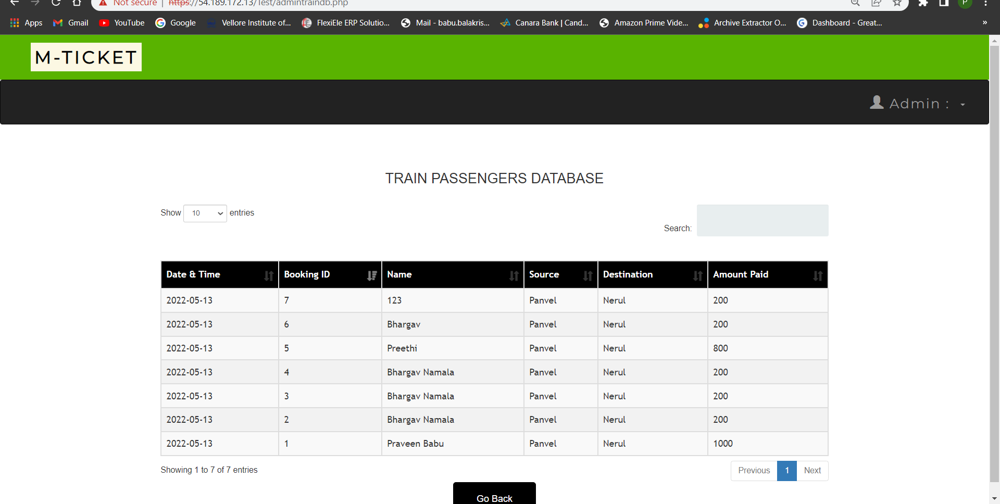 Not secure | https://54.189.172.13/Test/admintraindb.php P
Apps Gmail YouTube Google Vellore Institute of... FlexiEle ERP Solutio... Mail - babu.balakris... Canara Bank | Cand... Amazon Prime Vide... Archive Extractor O... Dashboard - Great... »
M-TICKET
Admin :
TRAIN PASSENGERS DATABASE
Show 10 entries
Search:
Date & Time Booking ID Name Source Destination Amount Paid
2022-05-13 7 123 Panvel Nerul 200
2022-05-13 6 Bhargav Panvel Nerul 200
2022-05-13 5 Preethi Panvel Nerul 800
2022-05-13 4 Bhargav Namala Panvel Nerul 200
2022-05-13 3 Bhargav Namala Panvel Nerul 200
2022-05-13 2 Bhargav Namala Panvel Nerul 200
2022-05-13 1 Praveen Babu Panvel Nerul 1000
Showing 1 to 7 of 7 entries
Previous 1 Next
Go Back